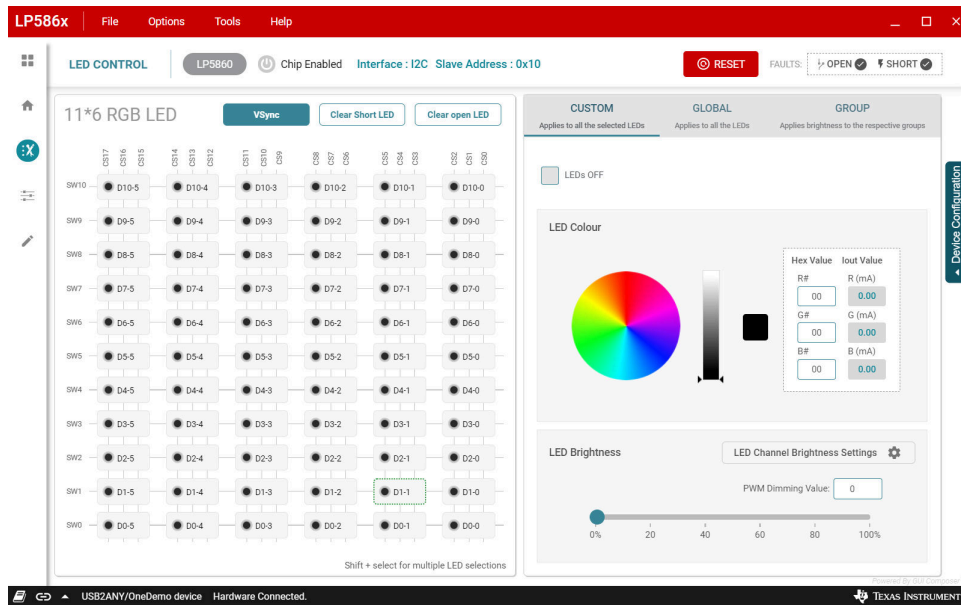 LP586x File Options Tools Help
LED CONTROL LP5860 Chip Enabled Interface : I2C Slave Address : 0x10 RESET FAULTS: OPEN SHORT
11*6 RGB LED VSync Clear Short LED Clear open LED
CS17 CS16 CS15 CS14 CS13 CS12 CS11 CS10 CS9 CS8 CS7 CS6 CS5 CS4 CS3 CS2 CS1 CS0
SW10 D10-5 D10-4 D10-3 D10-2 D10-1 D10-0
SW9 D9-5 D9-4 D9-3 D9-2 D9-1 D9-0
SW8 D8-5 D8-4 D8-3 D8-2 D8-1 D8-0
SW7 D7-5 D7-4 D7-3 D7-2 D7-1 D7-0
SW6 D6-5 D6-4 D6-3 D6-2 D6-1 D6-0
SW5 D5-5 D5-4 D5-3 D5-2 D5-1 D5-0
SW4 D4-5 D4-4 D4-3 D4-2 D4-1 D4-0
SW3 D3-5 D3-4 D3-3 D3-2 D3-1 D3-0
SW2 D2-5 D2-4 D2-3 D2-2 D2-1 D2-0
SW1 D1-5 D1-4 D1-3 D1-2 D1-1 D1-0
SW0 D0-5 D0-4 D0-3 D0-2 D0-1 D0-0
Shift + select for multiple LED selections
CUSTOM GLOBAL GROUP
Applies to all the selected LEDs Applies to all the LEDs Applies brightness to the respective groups
LEDs OFF
LED Colour
Hex Value Iout Value
R# R (mA)
00 0.00
G# G (mA)
00 0.00
B# B (mA)
00 0.00
LED Brightness LED Channel Brightness Settings
PWM Dimming Value: 0
0% 20 40 60 80 100%
Device Configuration
Powered By GUI Composer
USB2ANY/OneDemo device Hardware Connected. TEXAS INSTRUMENT